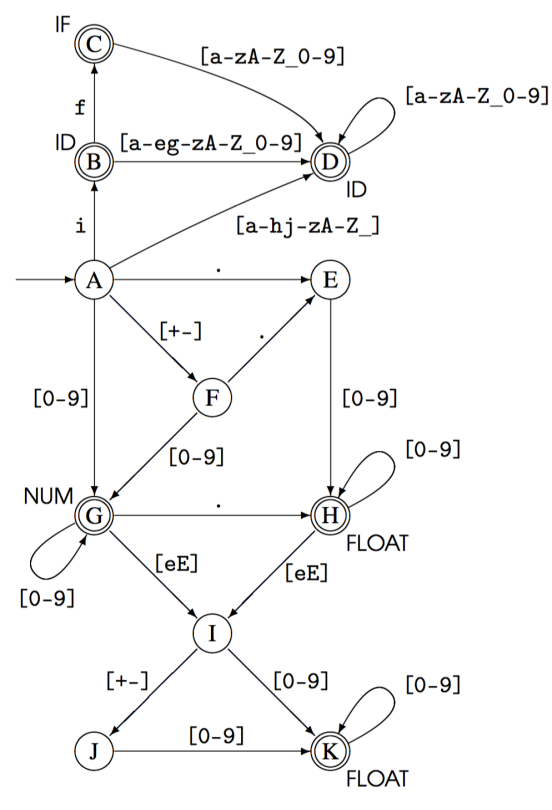 IF
C
[a-zA-Z_0-9]
[a-zA-Z_0-9]
f
ID
B
[a-eg-zA-Z_0-9]
D
ID
i
[a-hj-zA-Z_]
A
.
E
[+-]
.
[0-9]
F
[0-9]
[0-9]
[0-9]
NUM
G
.
H
FLOAT
[eE]
[eE]
[0-9]
I
[+-]
[0-9]
[0-9]
J
[0-9]
K
FLOAT